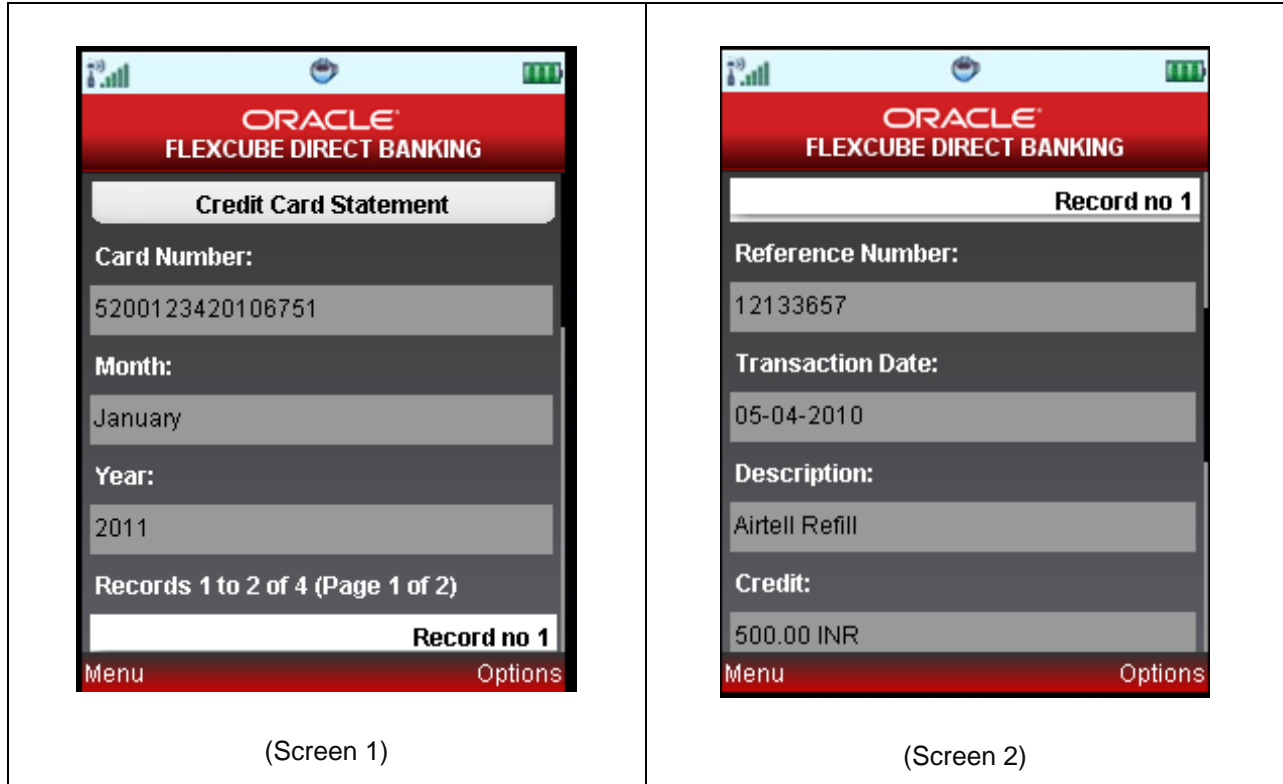 ORACLE
FLEXCUBE DIRECT BANKING
Credit Card Statement
Card Number:
5200123420106751
Month:
January
Year:
2011
Records 1 to 2 of 4 (Page 1 of 2)
Record no 1
Menu Options
(Screen 1)
ORACLE
FLEXCUBE DIRECT BANKING
Record no 1
Reference Number:
12133657
Transaction Date:
05-04-2010
Description:
Airtell Refill
Credit:
500.00 INR
Menu Options
(Screen 2)